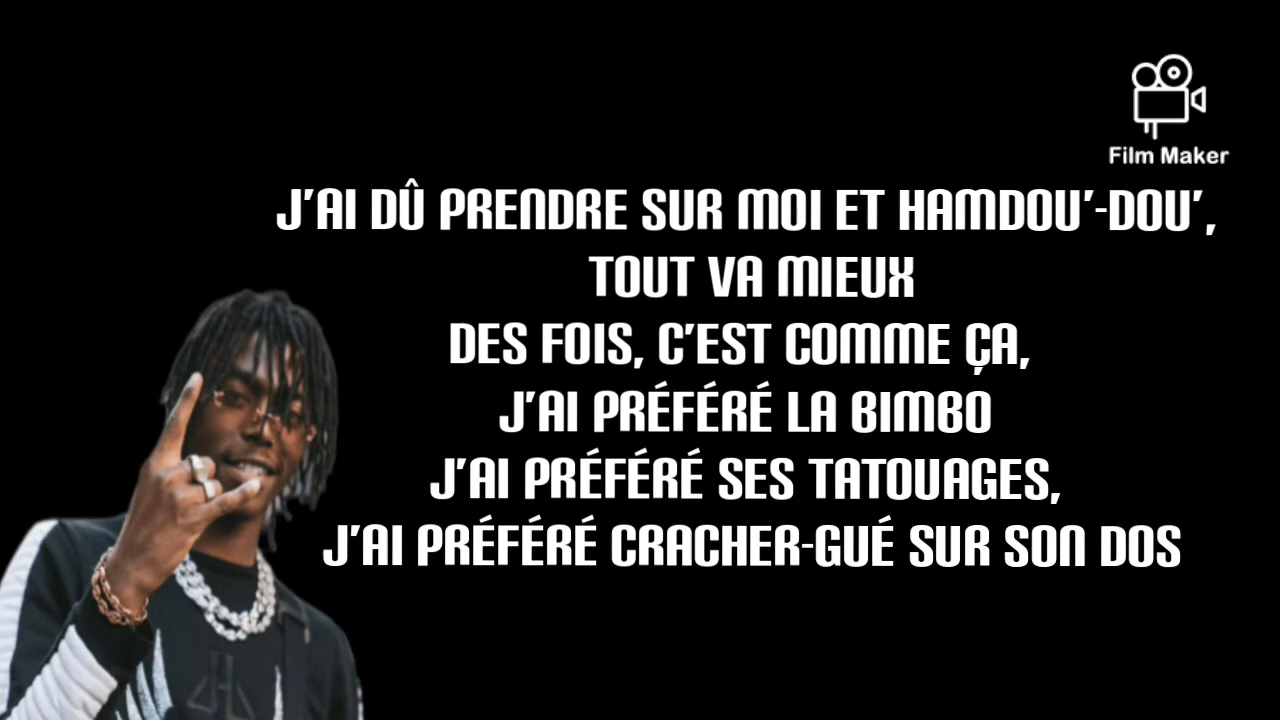 Film Maker
J'AI DÛ PRENDRE SUR MOI ET HAMDOU'-DOU',
TOUT VA MIEUX
DES FOIS, C'EST COMME ÇA,
J'AI PRÉFÉRÉ LA BIMBO
J'AI PRÉFÉRÉ SES TATOUAGES,
J'AI PRÉFÉRÉ CRACHER-GUÉ SUR SON DOS